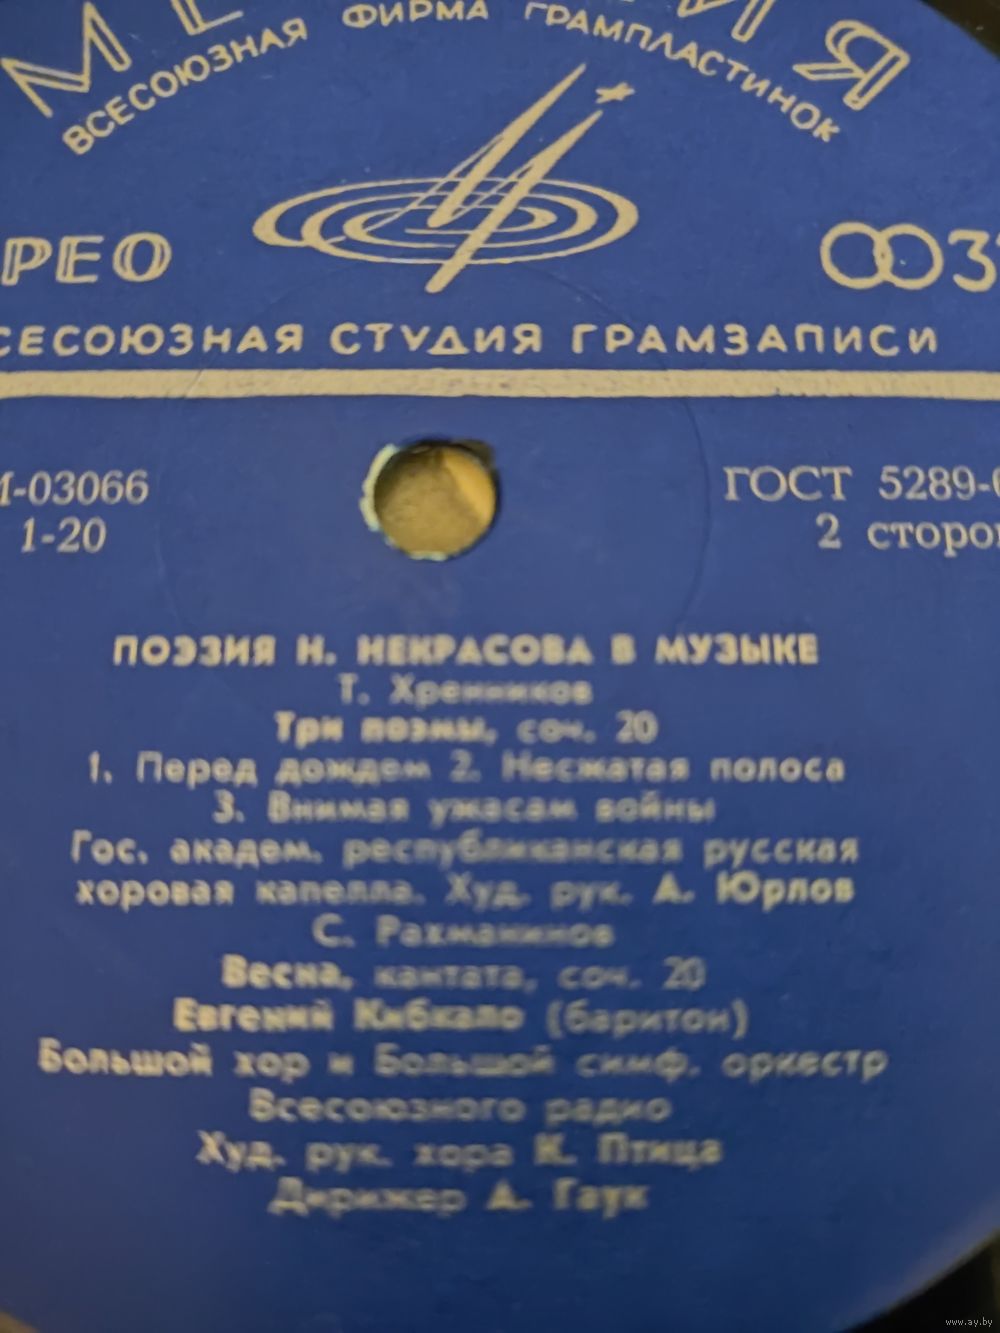 ВСЕСОЮЗНАЯ ФИРМА ГРАМПЛАСТИНОК
РЕО
СЕСОЮЗНАЯ СТУДИЯ ГРАМЗАПИСИ
-03066 ГОСТ 5289-
1-20 2 сторо
ПОЭЗИЯ Н. НЕКРАСОВА В МУЗЫКЕ
Т. Хренников
Три поэмы, соч. 20
1. Перед дождем 2. Несжатая полоса
3. Внимая ужасам войны
Гос. академ. республиканская русская
хоровая капелла. Худ. рук. А. Юрлов
С. Рахманинов
Весна, кантата, соч. 20
Евгений Кибкало (баритон)
Большой хор и Большой симф. оркестр
Всесоюзного радио
Худ. рук. хора К. Птица
Дирижер А. Гаук
www.ay.by